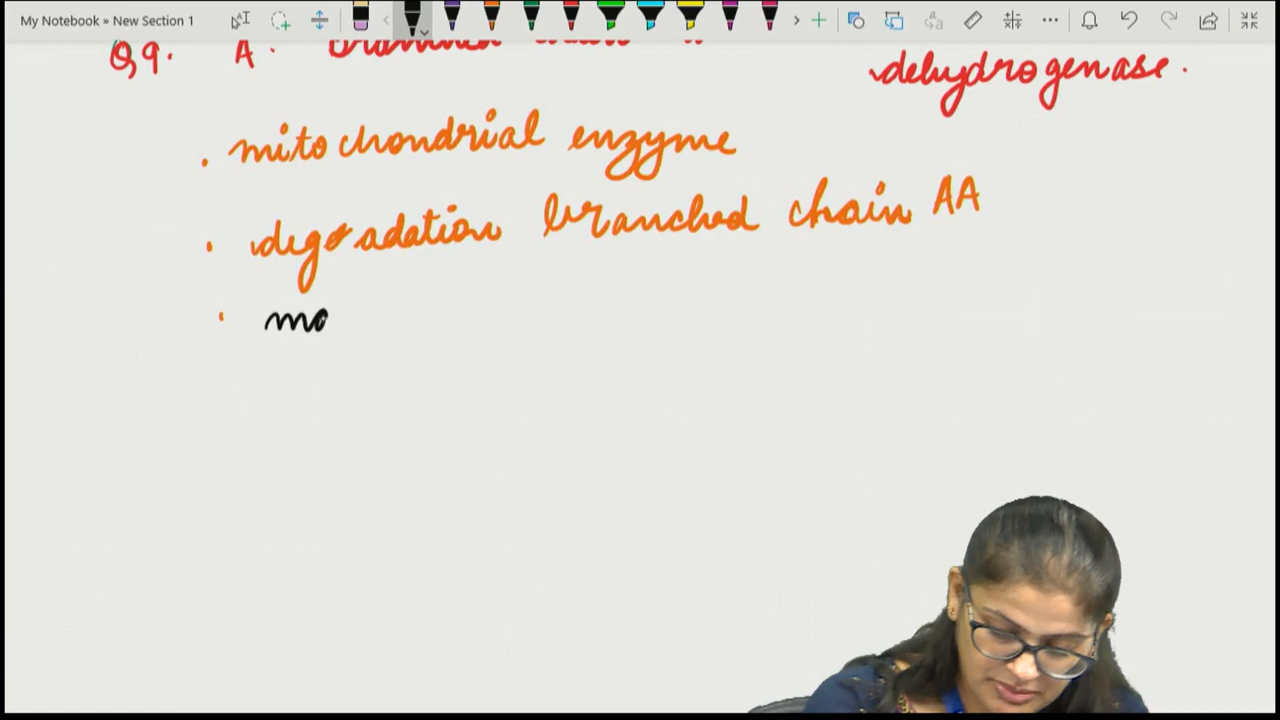 My Notebook » New Section 1
Q9. A.
dehydrogenase.
. mitochondrial enzyme
. degradation branched chain AA
. mo